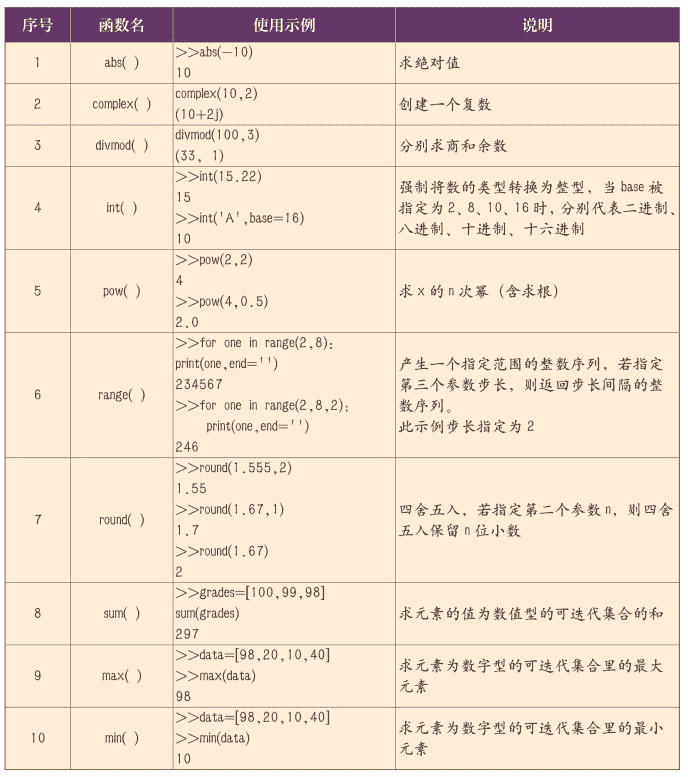 序号 函数名 使用示例 说明
1 abs( ) >>abs(−10) 求绝对值
10
2 complex( ) complex(10,2) 创建一个复数
(10+2j)
3 divmod( ) divmod(100,3) 分别求商和余数
(33, 1)
4 int( ) >>int(15.22)
15
>>int('A',base=16)
10
强制将数的类型转换为整型，当base被
指定为2、8、10、16时，分别代表二进制、
八进制、十进制、十六进制
5 pow( ) >>pow(2,2)
4
>>pow(4,0.5)
2.0
求x的n次幂（含求根）
6 range( ) >>for one in range(2,8):
print(one,end='')
234567
>>for one in range(2,8,2):
print(one,end='')
246
产生一个指定范围的整数序列，若指定
第三个参数步长，则返回步长间隔的整
数序列。
此示例步长指定为2
7 round( ) >>round(1.555,2)
1.55
>>round(1.67,1)
1.7
>>round(1.67)
2
四舍五入，若指定第二个参数n，则四舍
五入保留n位小数
8 sum( ) >>grades=[100,99,98]
sum(grades)
297
求元素的值为数值型的可迭代集合的和
9 max( ) >>data=[98,20,10,40]
>>max(data)
98
求元素为数字型的可迭代集合里的最大
元素
10 min( ) >>data=[98,20,10,40]
>>min(data)
10
求元素为数字型的可迭代集合里的最小
元素